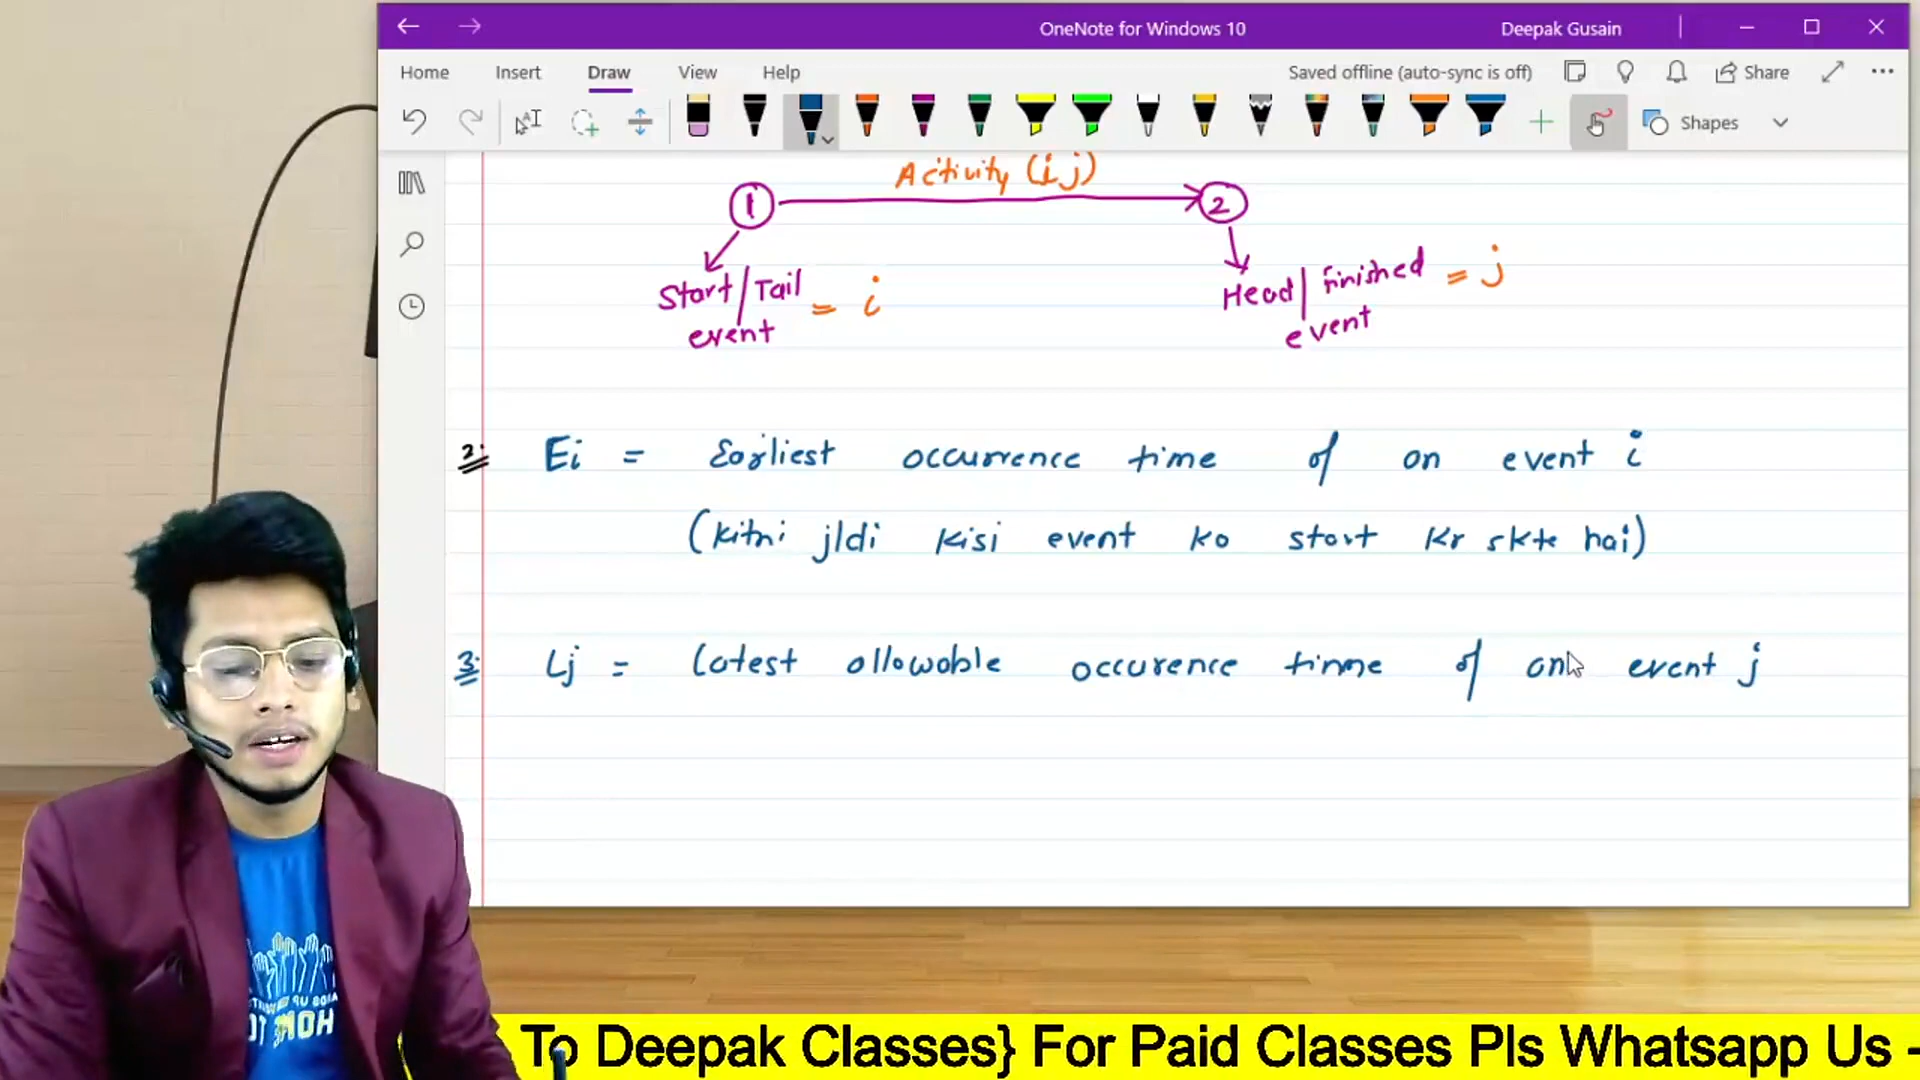 OneNote for Windows 10
Deepak Gusain
Home Insert Draw View Help
Saved offline (auto-sync is off)
Share
Shapes
Activity (i j)
1
2
Start/Tail event = i
Head/finished event = j
2: Ei = Earliest occurrence time of an event i
(kitni jldi kisi event ko start kr skte hai)
3: Lj = Latest allowable occurence time of an event j
To Deepak Classes} For Paid Classes Pls Whatsapp Us -